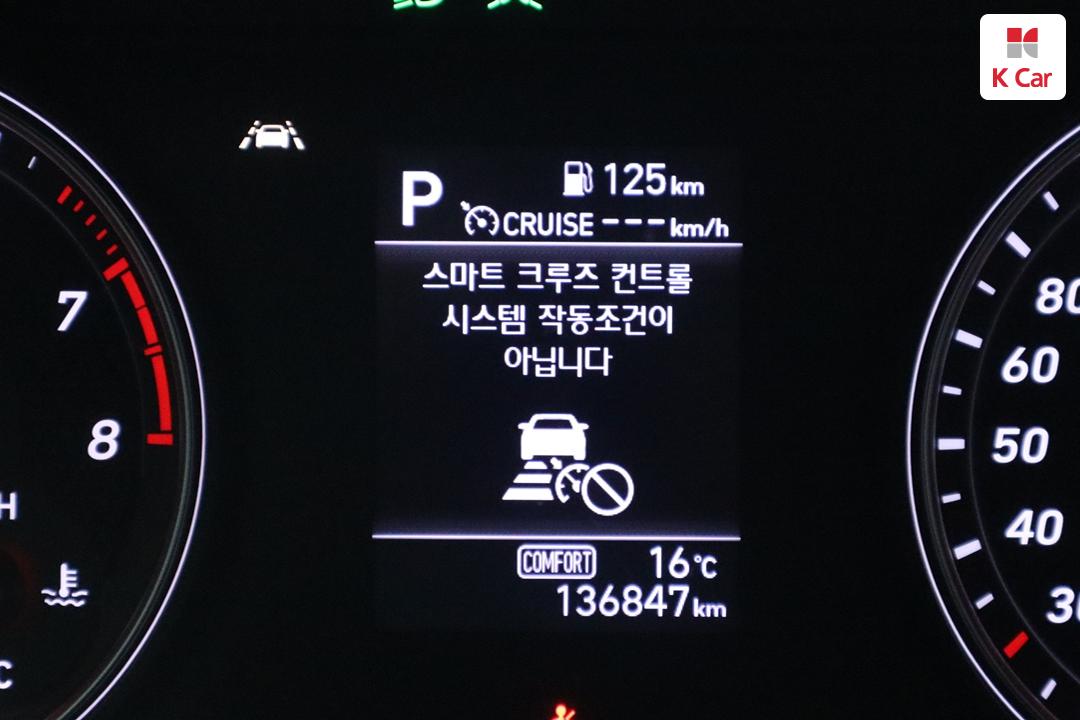 K Car
P
125km
CRUISE ---km/h
스마트 크루즈 컨트롤
시스템 작동조건이
아닙니다
COMFORT 16°C
136847km
7
8
H
C
80
60
50
40
30